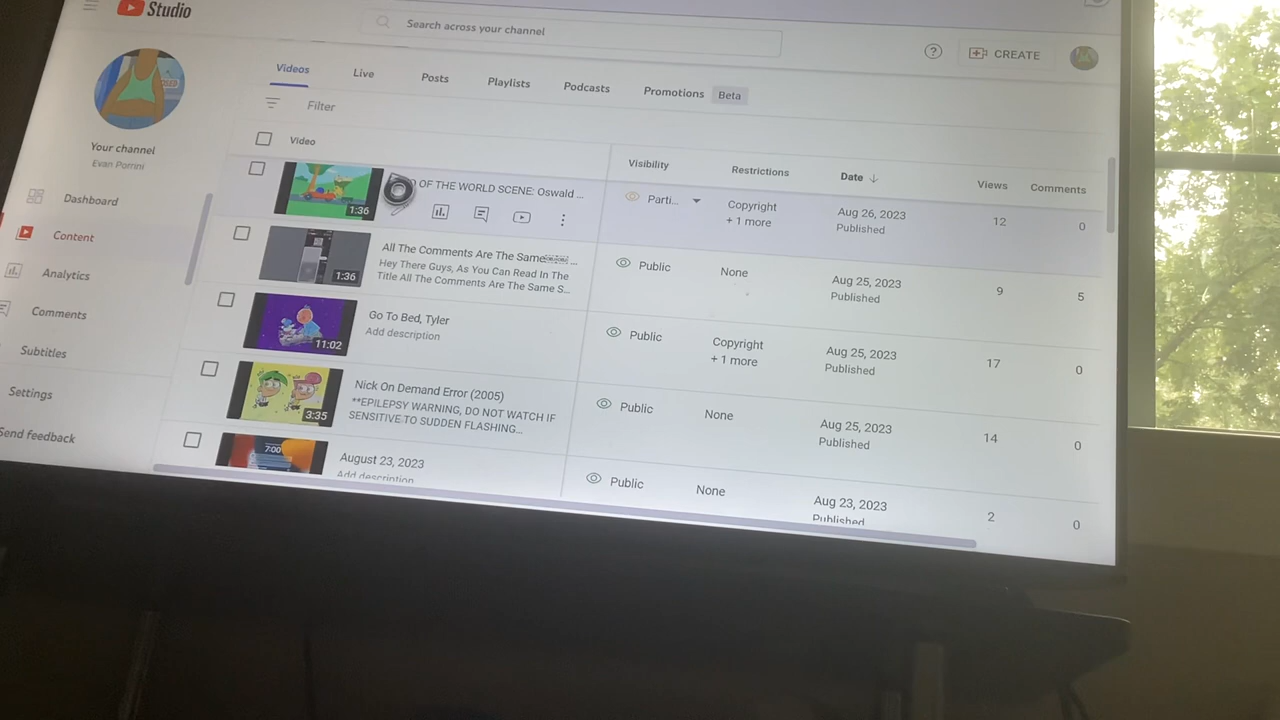 Studio
Search across your channel
CREATE
Your channel
Evan Porrini
Dashboard
Content
Analytics
Comments
Subtitles
Settings
Send feedback
Videos Live Posts Playlists Podcasts Promotions Beta
Filter
Video Visibility Restrictions Date Views Comments
1:36
OF THE WORLD SCENE: Oswald ...
Parti...
Copyright
+ 1 more
Aug 26, 2023
Published
12
0
1:36
All The Comments Are The Same
Hey There Guys, As You Can Read In The
Title All The Comments Are The Same S...
Public
None
Aug 25, 2023
Published
9
5
11:02
Go To Bed, Tyler
Add description
Public
Copyright
+ 1 more
Aug 25, 2023
Published
17
0
3:35
Nick On Demand Error (2005)
**EPILEPSY WARNING, DO NOT WATCH IF
SENSITIVE TO SUDDEN FLASHING...
Public
None
Aug 25, 2023
Published
14
0
7:00
August 23, 2023
Add description
Public
None
Aug 23, 2023
Published
2
0